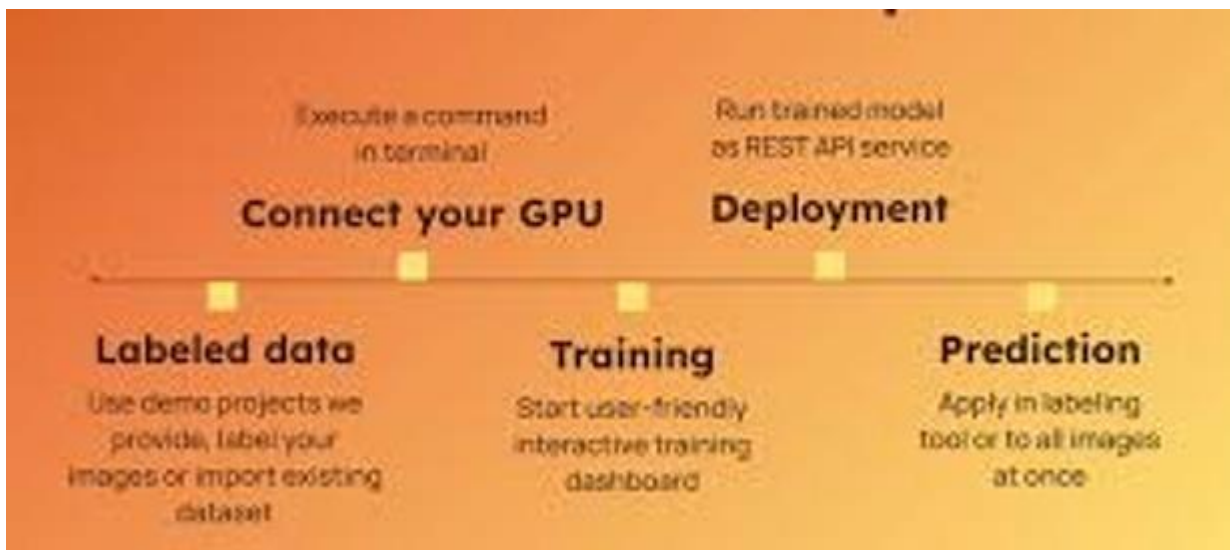 Execute a command
in terminal
Connect your GPU
Run trained model
as REST API service
Deployment
Labeled data
Use demo projects we
provide, label your
images or import existing
dataset
Training
Start user-friendly
interactive training
dashboard
Prediction
Apply in labeling
tool or to all images
at once